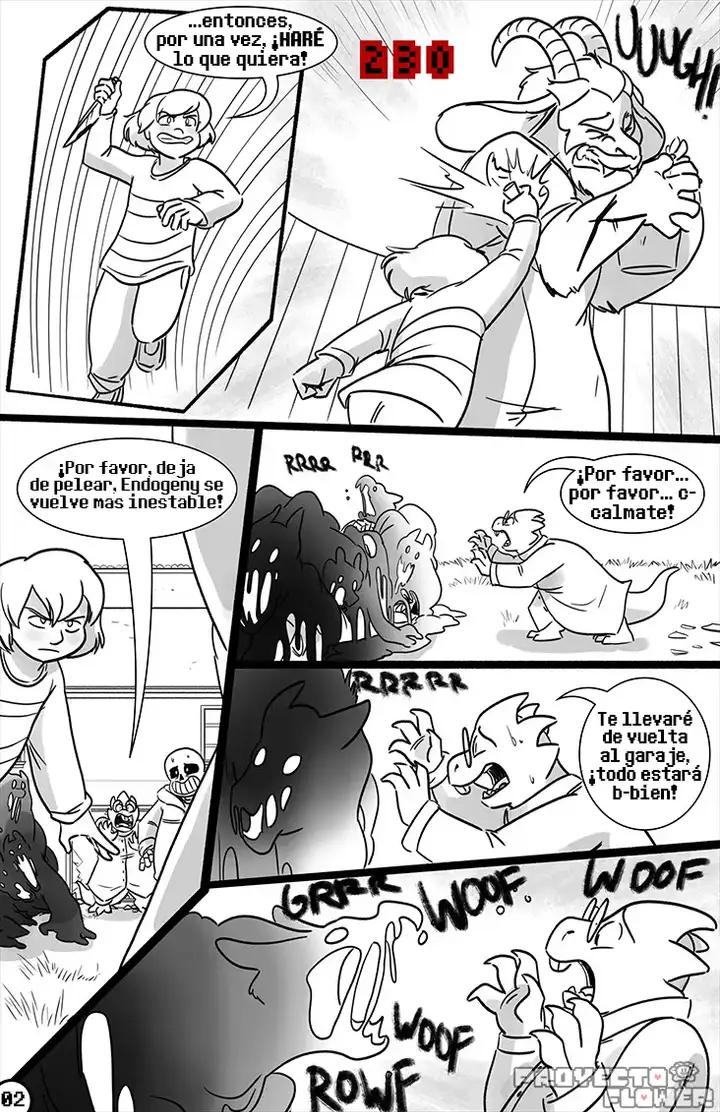 ...entonces,
por una vez, ¡HARÉ
lo que quiera!
230
UUUGH!
¡Por favor, deja
de pelear, Endogeny se
vuelve mas inestable!
RRRR RRR
¡Por favor...
por favor... c-
calmate!
RRRRRR
Te llevaré
de vuelta
al garaje,
¡todo estará
b-bien!
GRRRR
WOOF
WOOF
WOOF
ROWF
02
PROYECTO
FLOWER!